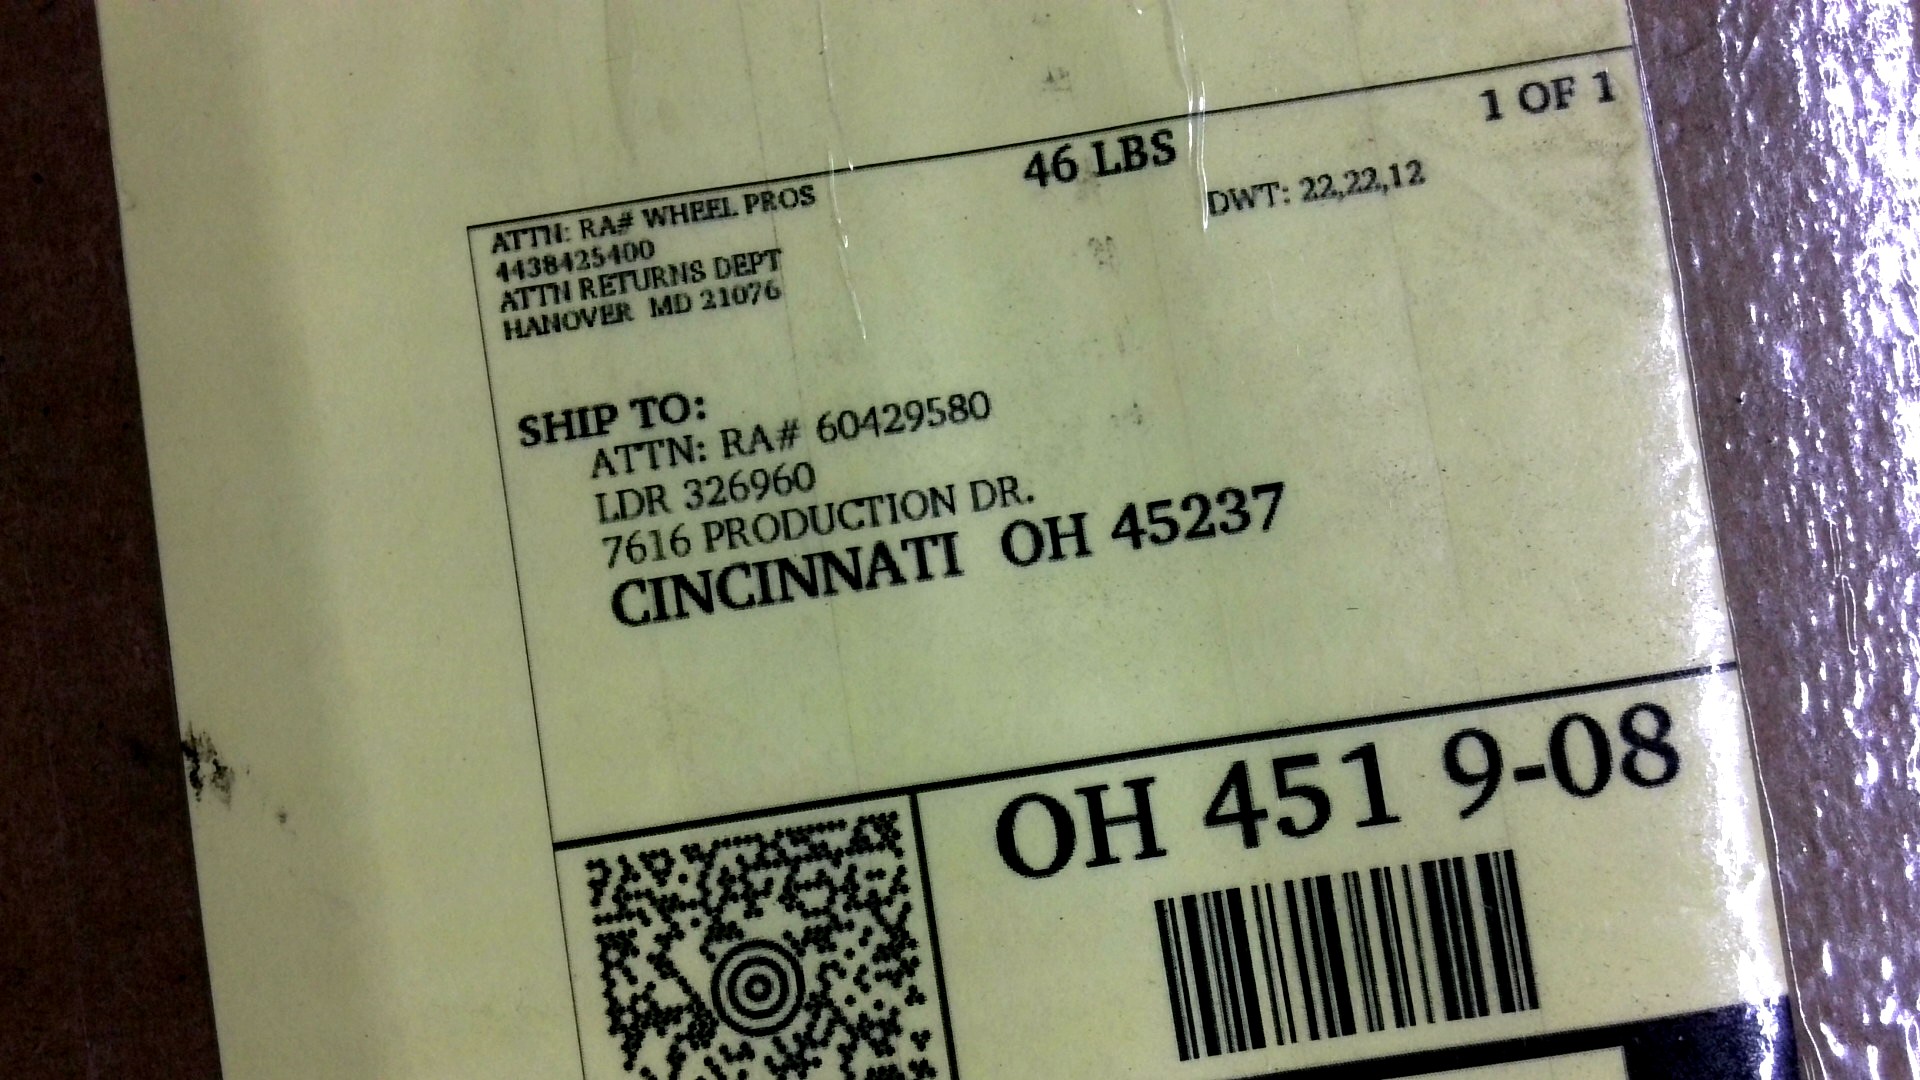 1 OF 1
46 LBS
DWT: 22,22,12
ATTN: RA# WHEEL PROS
4438425400
ATTN RETURNS DEPT
HANOVER MD 21076
SHIP TO:
ATTN: RA# 60429580
LDR 326960
7616 PRODUCTION DR.
CINCINNATI OH 45237
OH 451 9-08